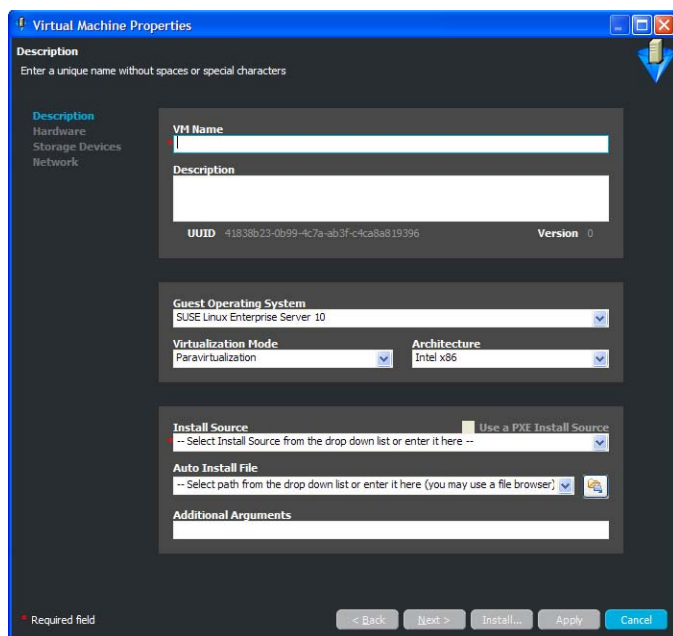 Virtual Machine Properties
Description
Enter a unique name without spaces or special characters
Description
Hardware
Storage Devices
Network
VM Name
*
Description
UUID 41838b23-0b99-4c7a-ab3f-c4ca8a819396 Version 0
Guest Operating System
SUSE Linux Enterprise Server 10
Virtualization Mode Architecture
Paravirtualization Intel x86
Install Source Use a PXE Install Source
* -- Select Install Source from the drop down list or enter it here --
Auto Install File
-- Select path from the drop down list or enter it here (you may use a file browser)
Additional Arguments
* Required field < Back Next > Install... Apply Cancel